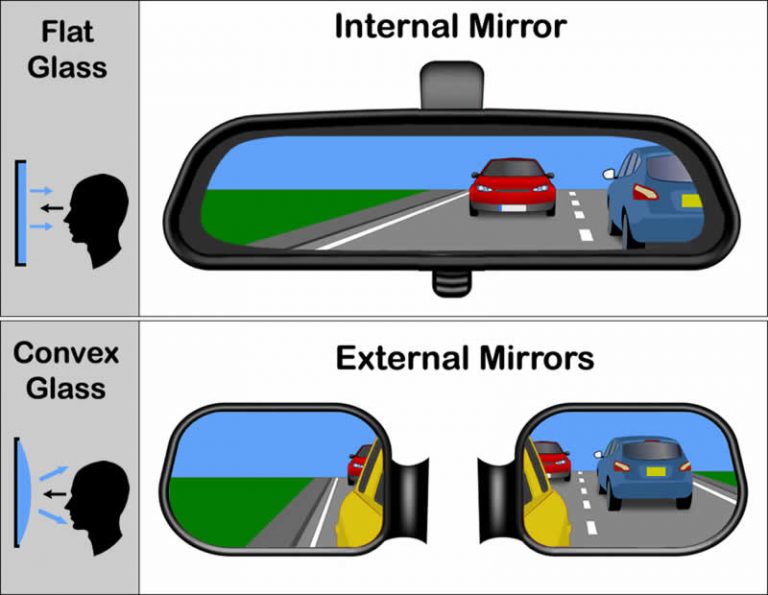 Flat
Glass
Internal Mirror
Convex
Glass
External Mirrors